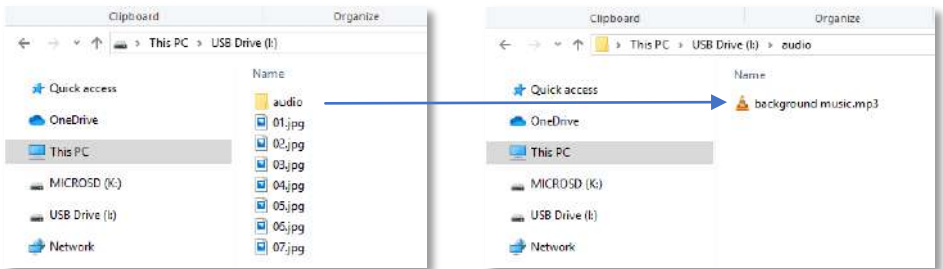 Clipboard Organize
This PC > USB Drive (I:)
Name
Quick access
audio
OneDrive
01.jpg
02.jpg
This PC
03.jpg
MICROSD (K:)
04.jpg
05.jpg
USB Drive (I:)
06.jpg
Network
07.jpg
Clipboard Organize
This PC > USB Drive (I:) > audio
Name
Quick access
background music.mp3
OneDrive
This PC
MICROSD (K:)
USB Drive (I:)
Network